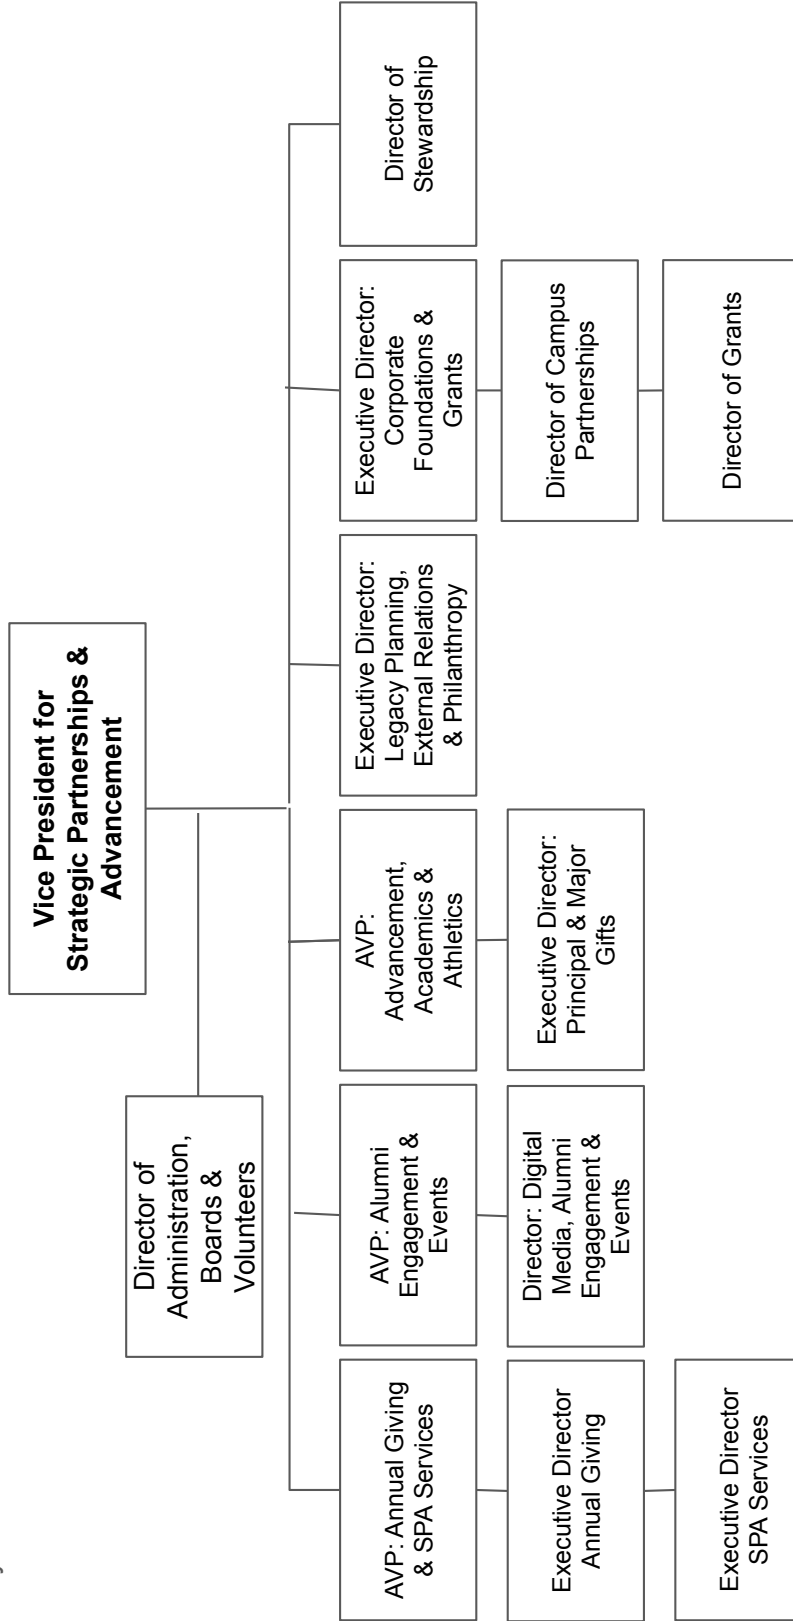 Vice President for
Strategic Partnerships &
Advancement
Director of
Administration,
Boards &
Volunteers
AVP: Annual Giving
& SPA Services
AVP: Alumni
Engagement &
Events
AVP:
Advancement,
Academics &
Athletics
Executive Director:
Legacy Planning,
External Relations
& Philanthropy
Executive Director:
Corporate
Foundations &
Grants
Director of
Stewardship
Executive Director
Annual Giving
Director: Digital
Media, Alumni
Engagement &
Events
Executive Director:
Principal & Major
Gifts
Director of Campus
Partnerships
Executive Director
SPA Services
Director of Grants